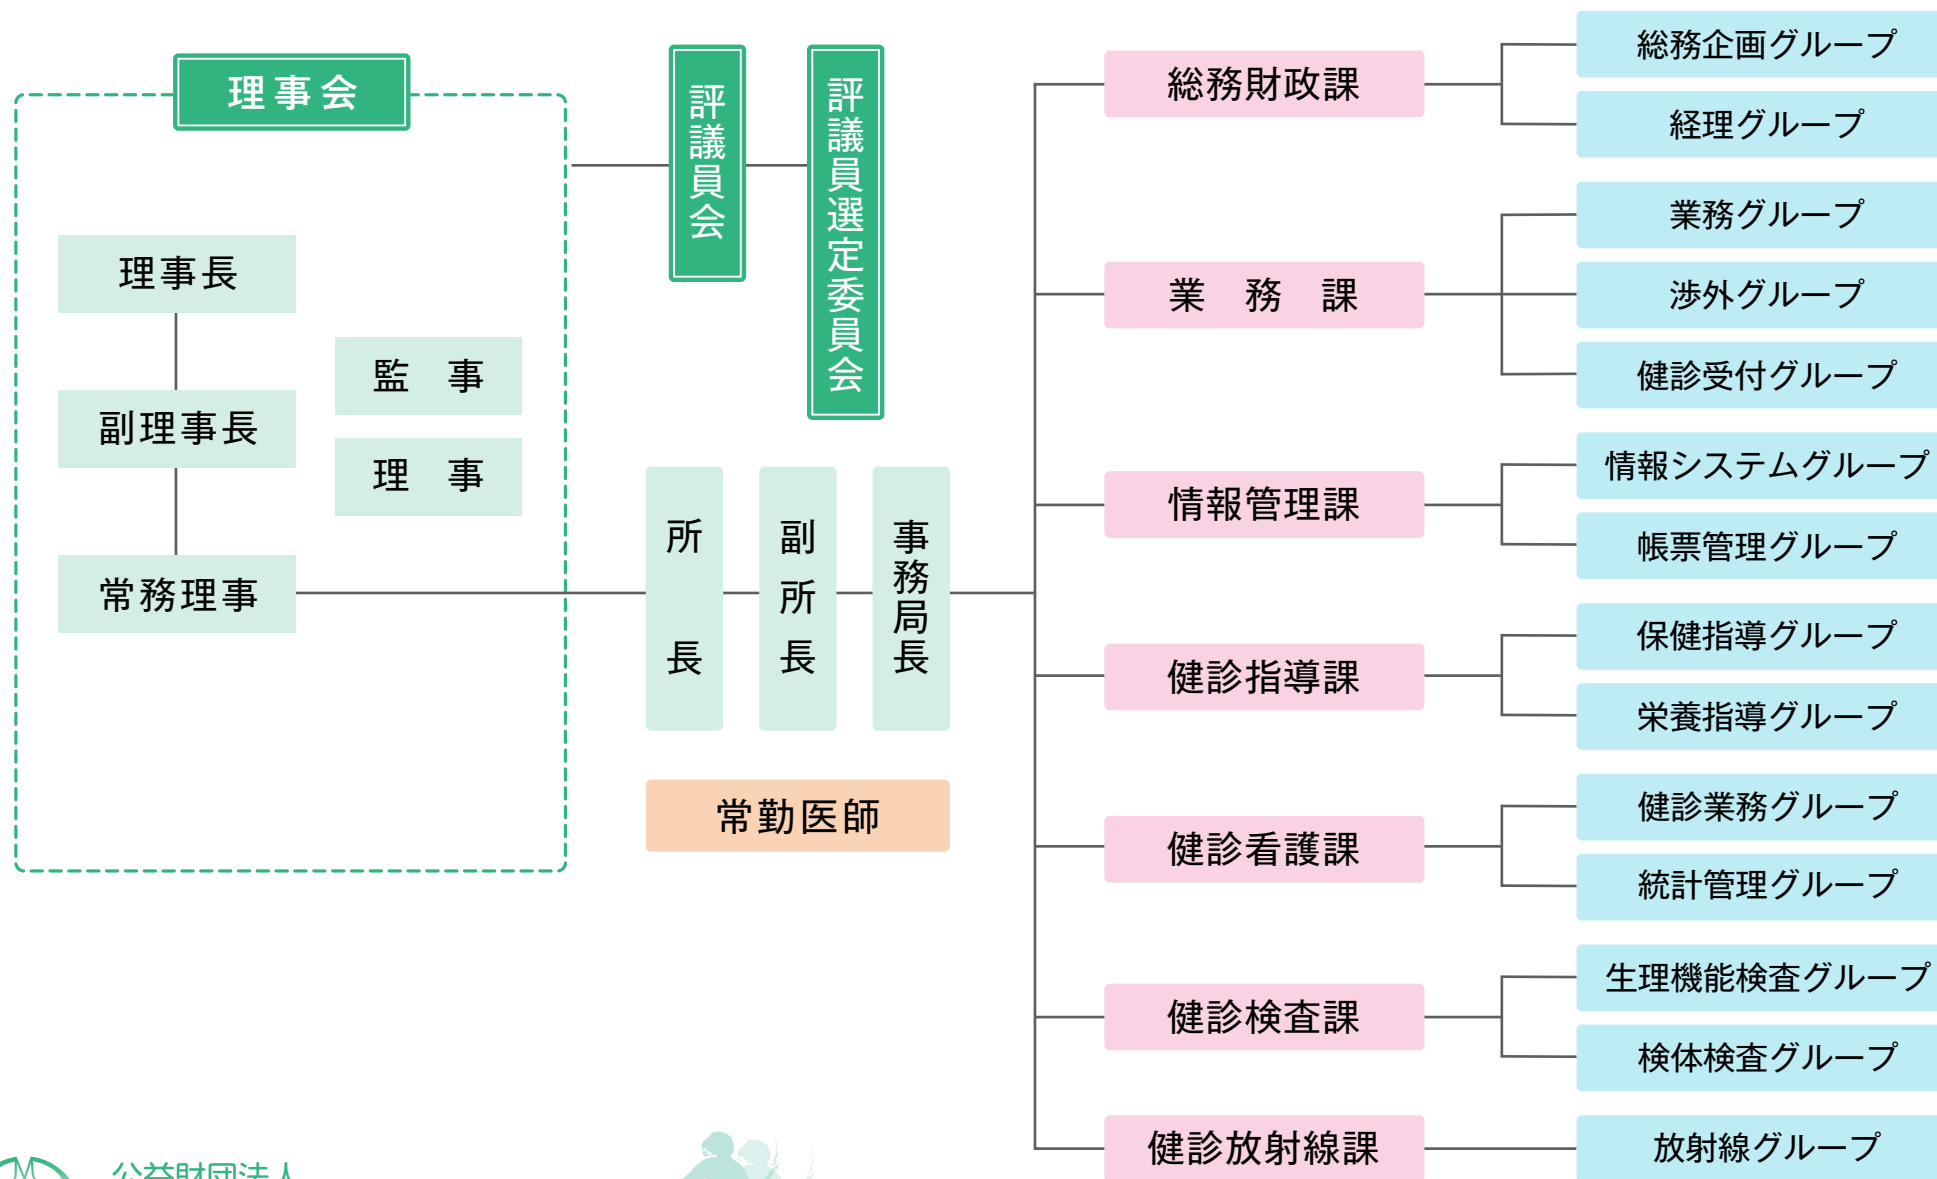 理事会
理事長
副理事長
常務理事
監　事
理　事
評議員会
評議員選定委員会
所長
副所長
事務局長
常勤医師
総務財政課
総務企画グループ
経理グループ
業　務　課
業務グループ
渉外グループ
健診受付グループ
情報管理課
情報システムグループ
帳票管理グループ
健診指導課
保健指導グループ
栄養指導グループ
健診看護課
健診業務グループ
統計管理グループ
健診検査課
生理機能検査グループ
検体検査グループ
健診放射線課
放射線グループ
公益財団法人